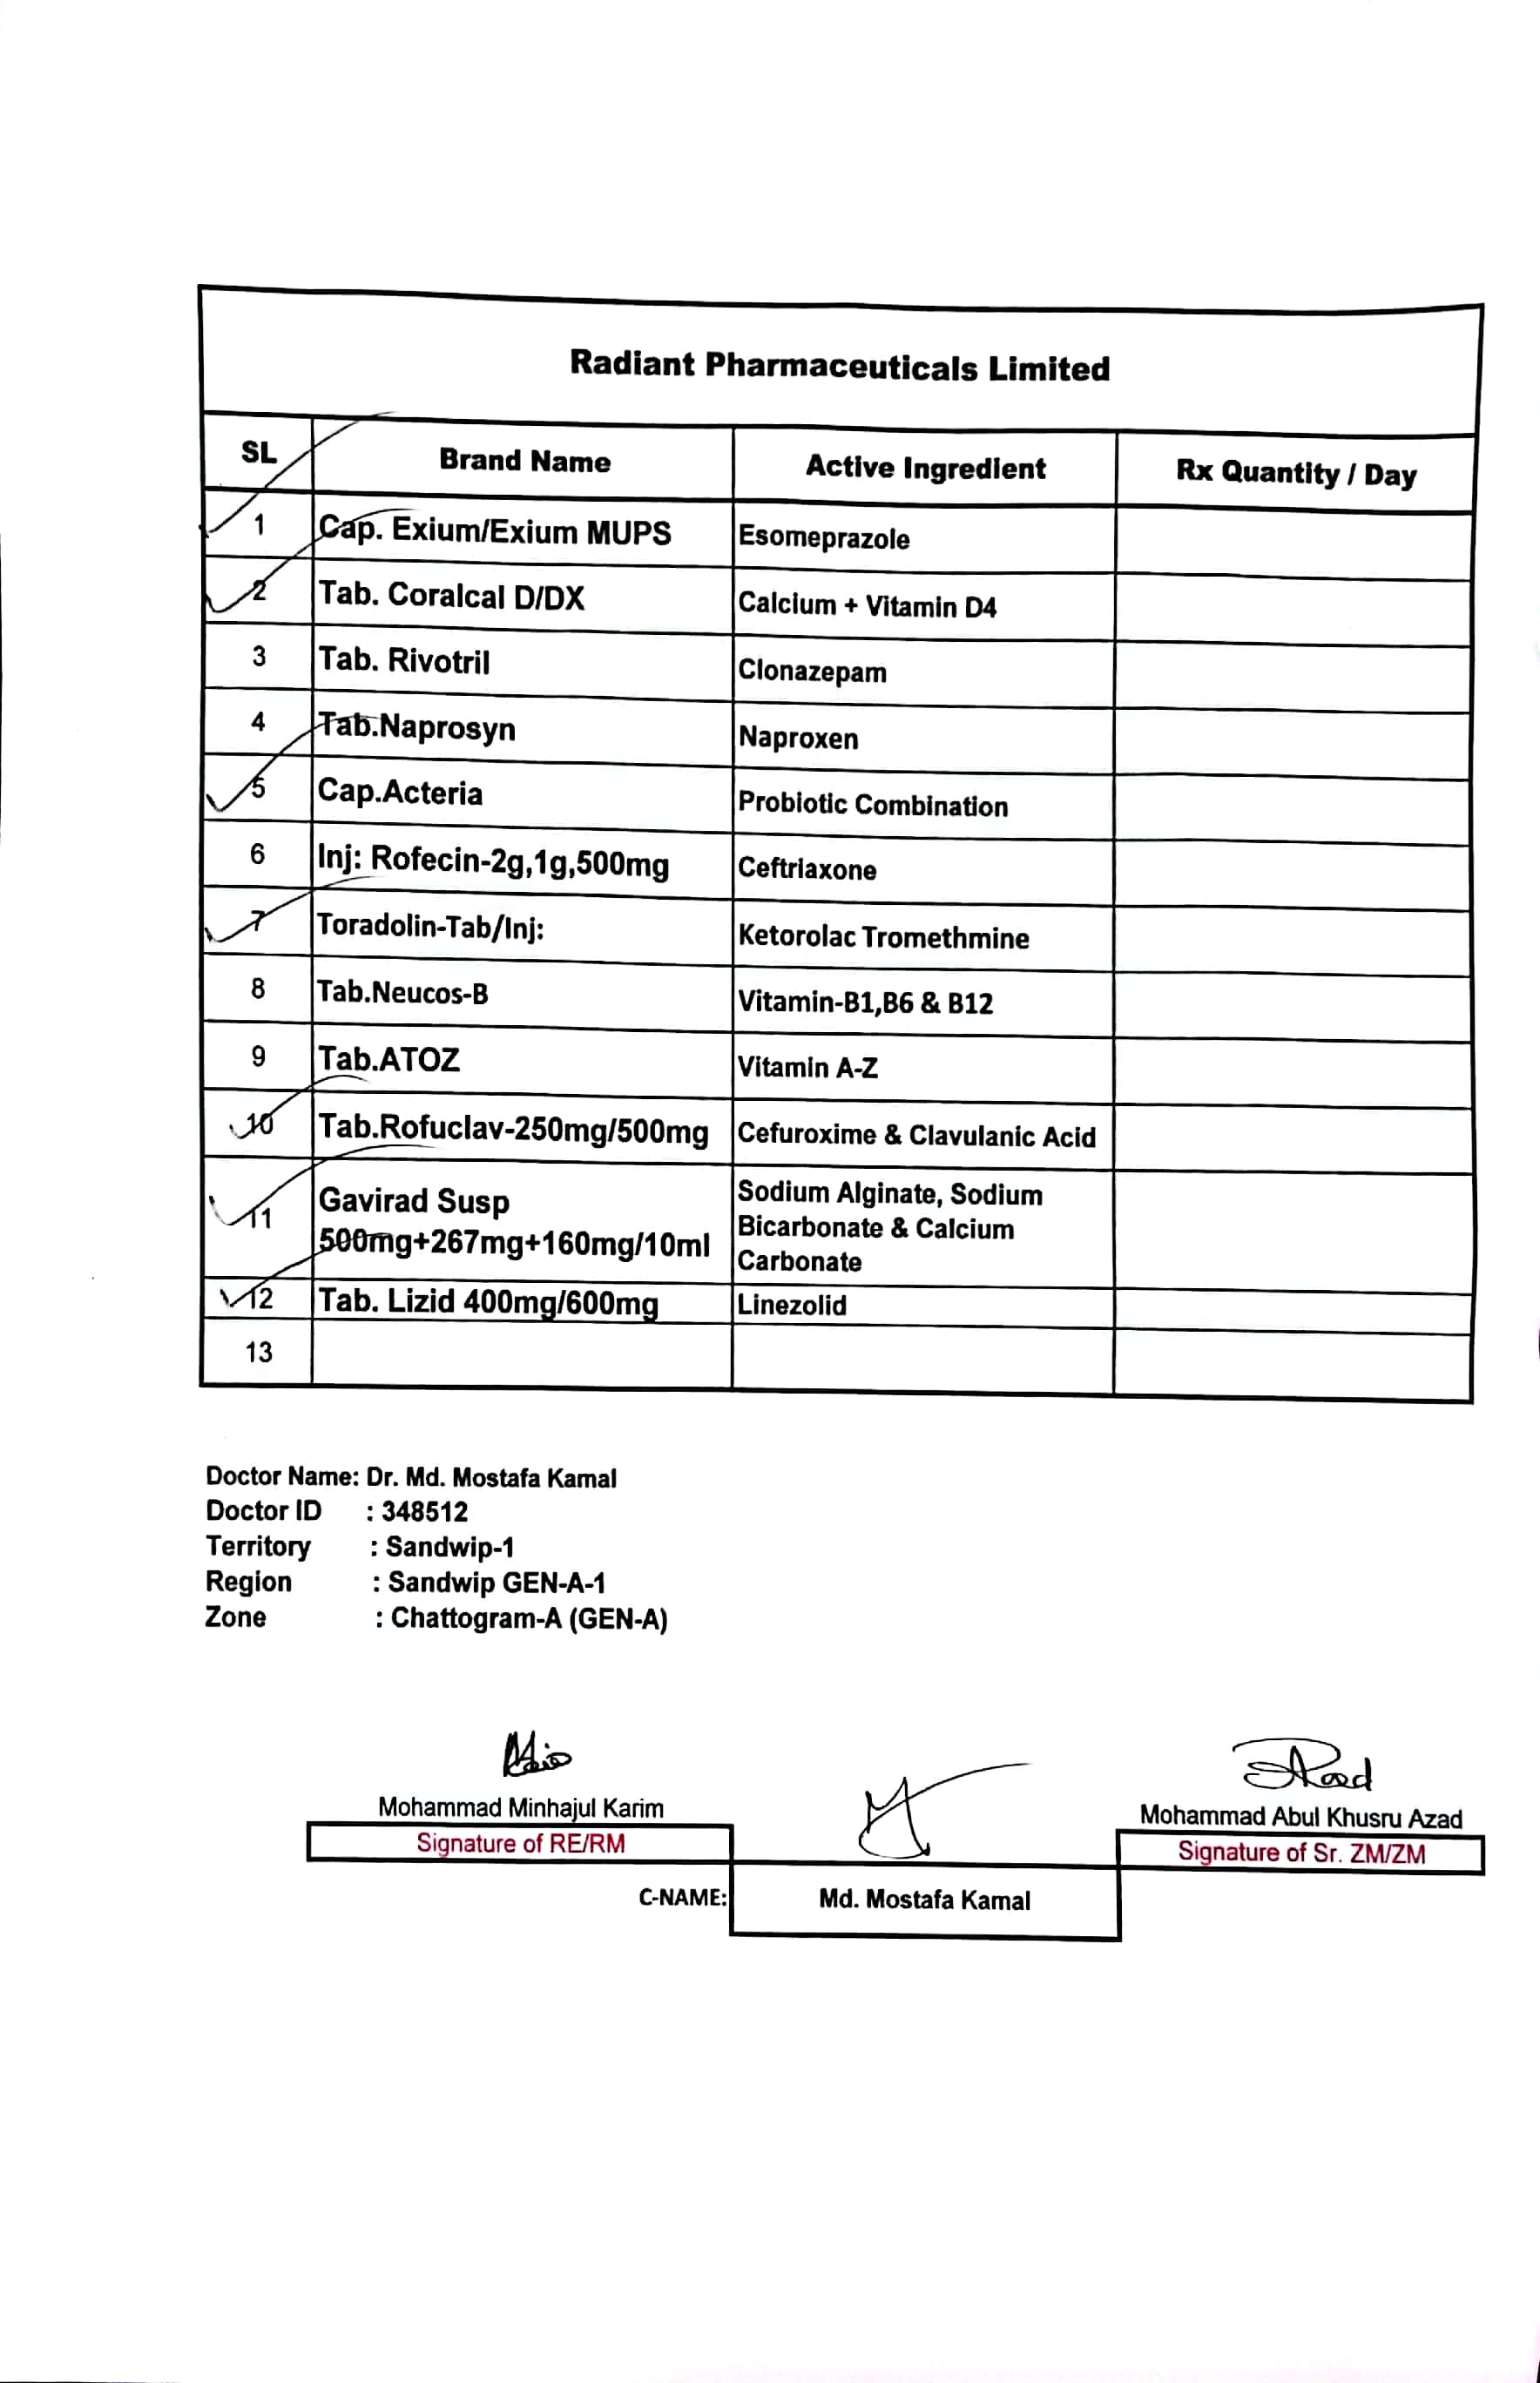 Radiant Pharmaceuticals Limited
SL Brand Name Active Ingredient Rx Quantity / Day
1 Cap. Exium/Exium MUPS Esomeprazole
2 Tab. Coralcal D/DX Calcium + Vitamin D4
3 Tab. Rivotril Clonazepam
4 Tab.Naprosyn Naproxen
5 Cap.Acteria Probiotic Combination
6 Inj: Rofecin-2g,1g,500mg Ceftriaxone
7 Toradolin-Tab/Inj: Ketorolac Tromethmine
8 Tab.Neucos-B Vitamin-B1,B6 & B12
9 Tab.ATOZ Vitamin A-Z
10 Tab.Rofuclav-250mg/500mg Cefuroxime & Clavulanic Acid
11 Gavirad Susp
500mg+267mg+160mg/10ml
Sodium Alginate, Sodium
Bicarbonate & Calcium
Carbonate
12 Tab. Lizid 400mg/600mg Linezolid
13
Doctor Name: Dr. Md. Mostafa Kamal
Doctor ID : 348512
Territory : Sandwip-1
Region : Sandwip GEN-A-1
Zone : Chattogram-A (GEN-A)
Mohammad Minhajul Karim
Signature of RE/RM
Mohammad Abul Khusru Azad
Signature of Sr. ZM/ZM
C-NAME: Md. Mostafa Kamal